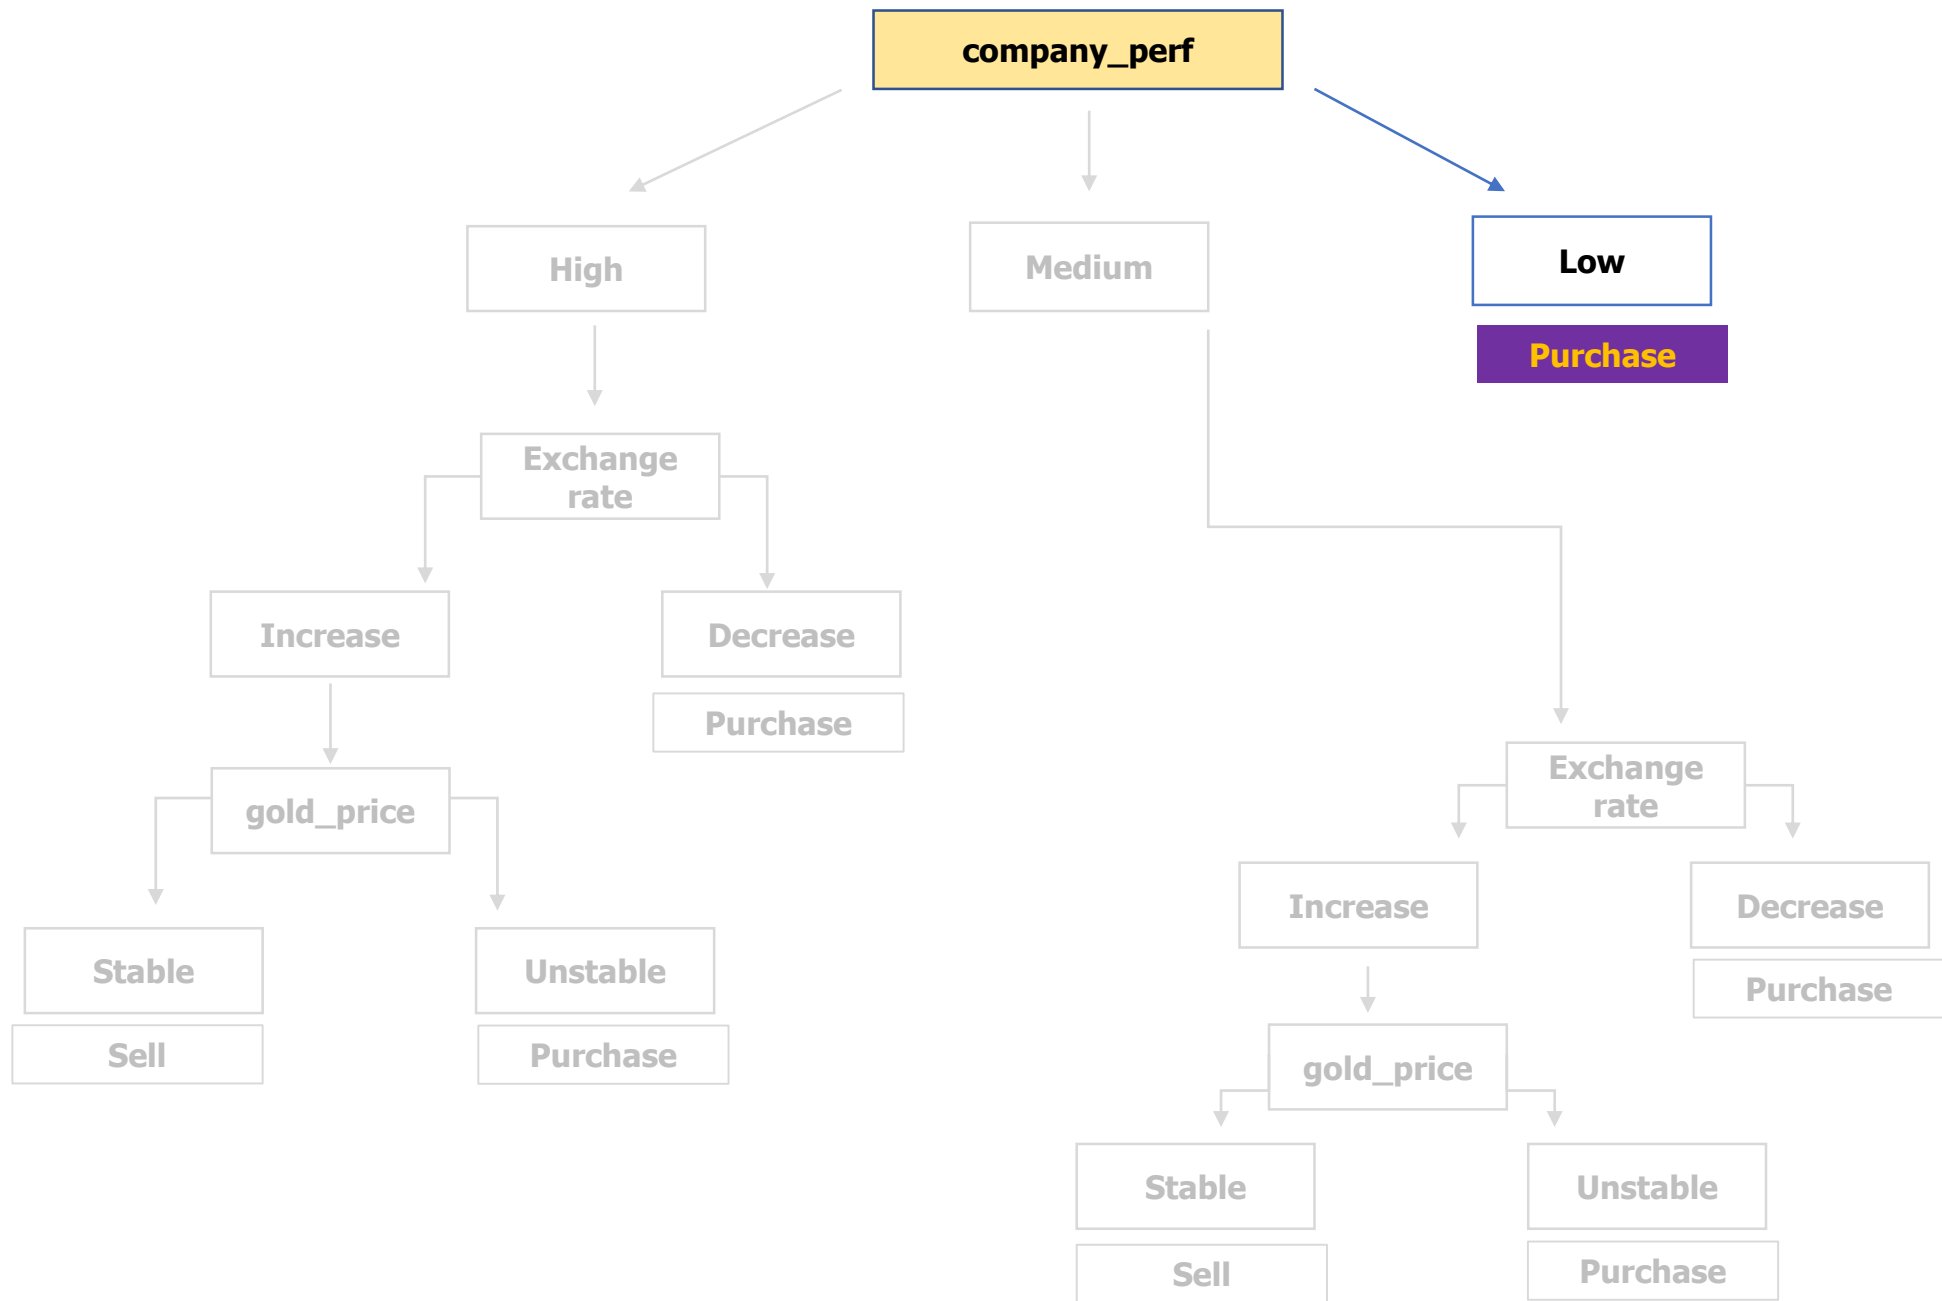 company_perf
High
Medium
Low
Purchase
Exchange
rate
Increase
Decrease
Purchase
gold_price
Stable
Unstable
Sell
Purchase
Exchange
rate
Increase
Decrease
Purchase
gold_price
Stable
Unstable
Sell
Purchase